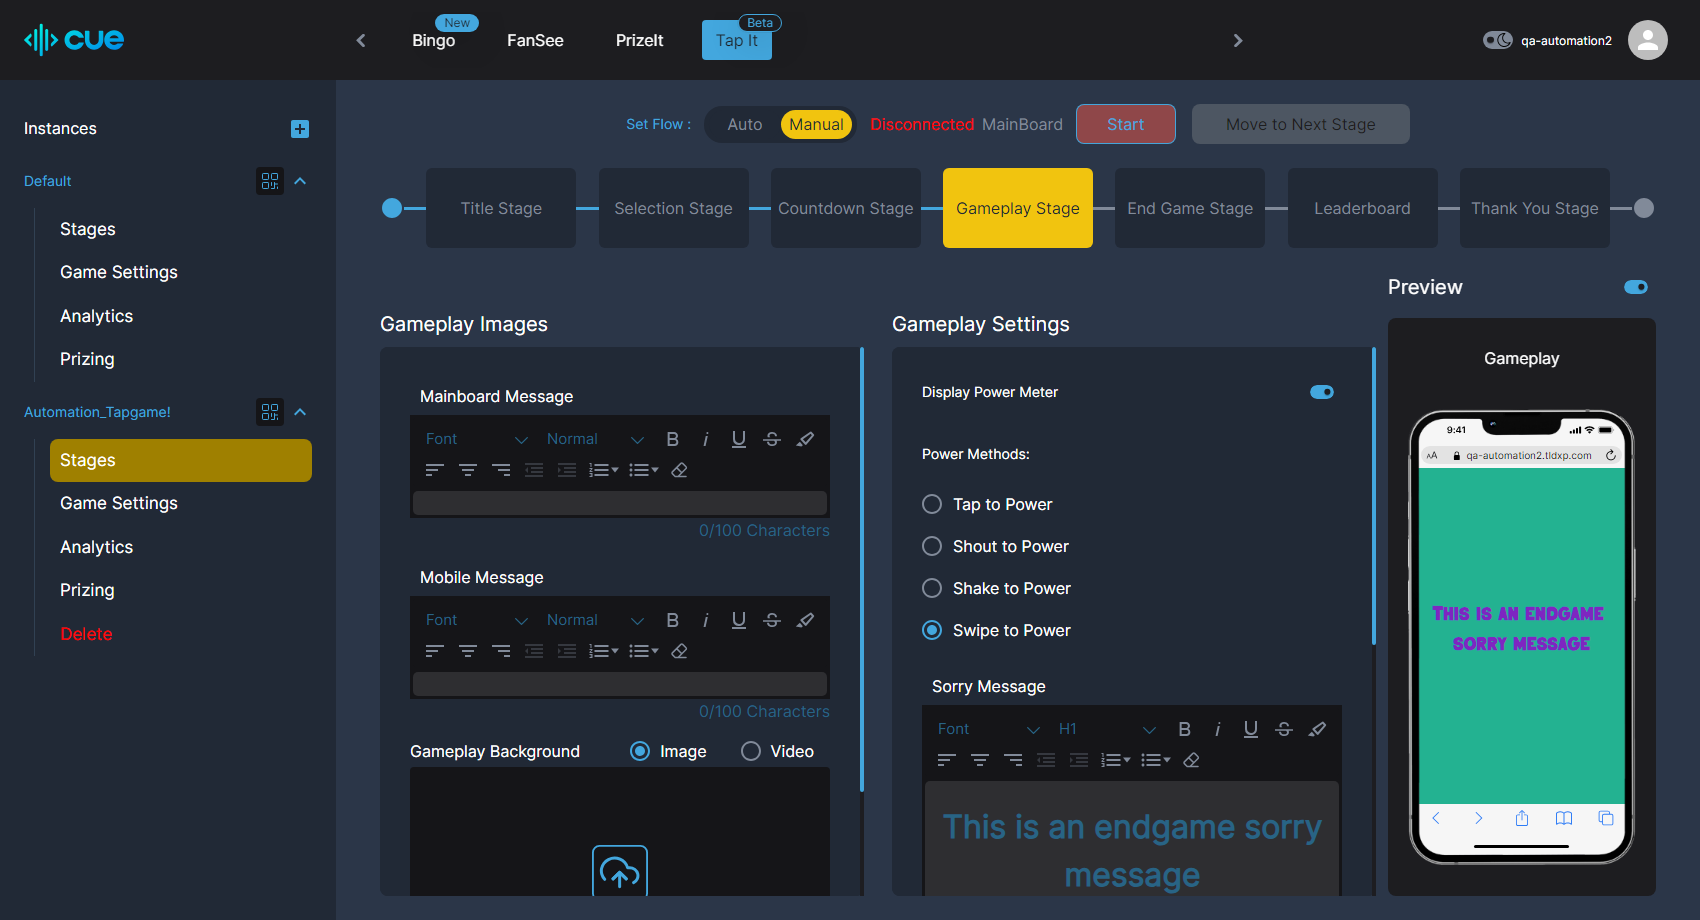 cue
Bingo
New
FanSee
PrizeIt
Tap It
Beta
qa-automation2
Instances
Default
Stages
Game Settings
Analytics
Prizing
Automation_Tapgame!
Stages
Game Settings
Analytics
Prizing
Delete
Set Flow :
Auto
Manual
Disconnected MainBoard
Start
Move to Next Stage
Title Stage
Selection Stage
Countdown Stage
Gameplay Stage
End Game Stage
Leaderboard
Thank You Stage
Gameplay Images
Mainboard Message
Font
Normal
B
i
U
S
0/100 Characters
Mobile Message
Font
Normal
B
i
U
S
0/100 Characters
Gameplay Background
Image
Video
Gameplay Settings
Display Power Meter
Power Methods:
Tap to Power
Shout to Power
Shake to Power
Swipe to Power
Sorry Message
Font
H1
B
i
U
S
This is an endgame sorry
message
Preview
Gameplay
9:41
AA
qa-automation2.tldxp.com
This is an endgame
sorry message